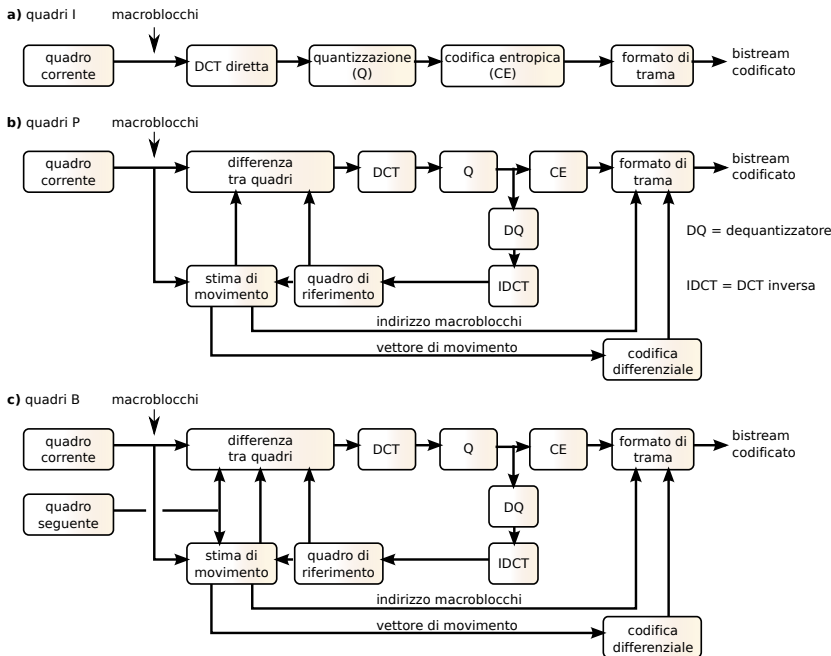 a) quadri I
macroblocchi
quadro
corrente
DCT diretta
quantizzazione
(Q)
codifica entropica
(CE)
formato di
trama
bistream
codificato
b) quadri P
macroblocchi
quadro
corrente
differenza
tra quadri
DCT
Q
CE
formato di
trama
bistream
codificato
DQ
DQ = dequantizzatore
stima di
movimento
quadro di
riferimento
IDCT
IDCT = DCT inversa
indirizzo macroblocchi
vettore di movimento
codifica
differenziale
c) quadri B
macroblocchi
quadro
corrente
differenza
tra quadri
DCT
Q
CE
formato di
trama
bistream
codificato
quadro
seguente
DQ
stima di
movimento
quadro di
riferimento
IDCT
indirizzo macroblocchi
vettore di movimento
codifica
differenziale